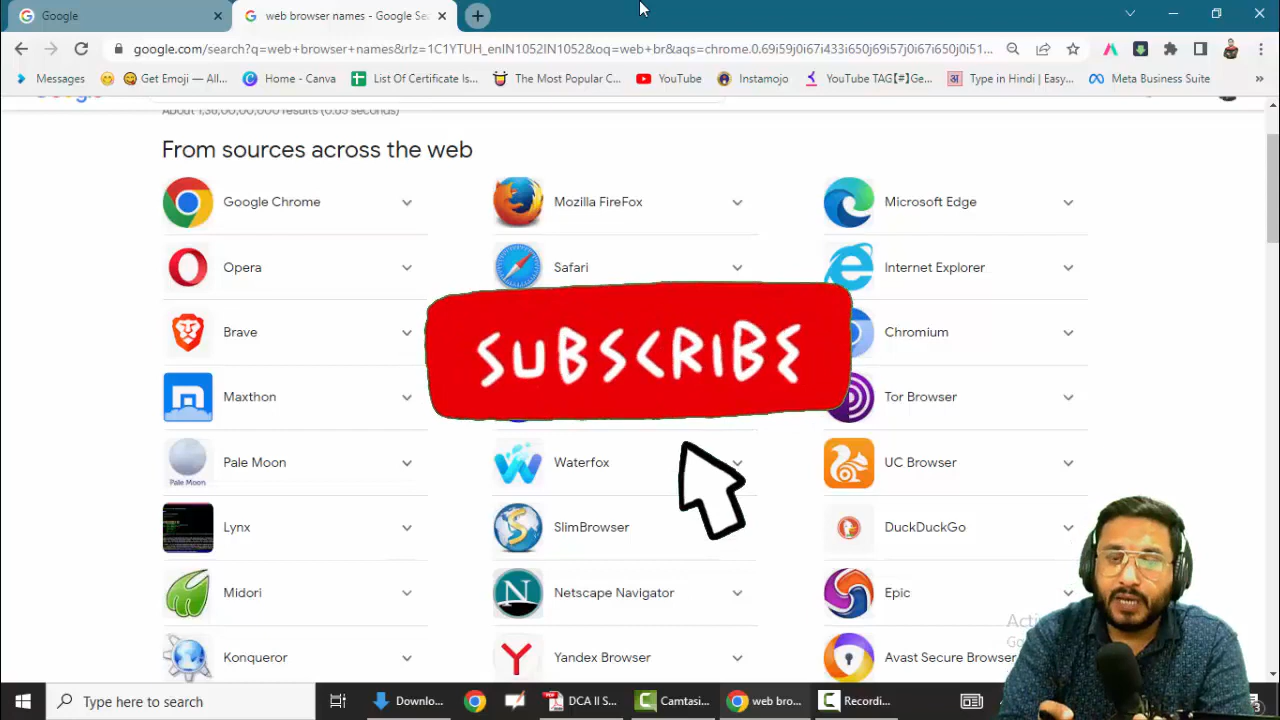 Google
web browser names - Google Se
google.com/search?q=web+browser+names&rlz=1C1YTUH_enIN1052IN1052&oq=web+br&aqs=chrome.0.69i59j0i67i433i650j69i57j0i67i650j0i51...
Messages
Get Emoji — All...
Home - Canva
List Of Certificate Is...
The Most Popular C...
YouTube
Instamojo
YouTube TAG【#】Ge...
Type in Hindi | Easy...
Meta Business Suite
»
From sources across the web
Google Chrome
Mozilla FireFox
Microsoft Edge
Opera
Safari
Internet Explorer
Brave
Chromium
SUBSCRIBE
Maxthon
Tor Browser
Pale Moon
Pale Moon
Waterfox
UC Browser
Lynx
SlimBrowser
DuckDuckGo
Midori
Netscape Navigator
Epic
Konqueror
Yandex Browser
Avast Secure Browser
Type here to search
Downlo...
DCA II S...
Camtasi...
web bro...
Recordi...